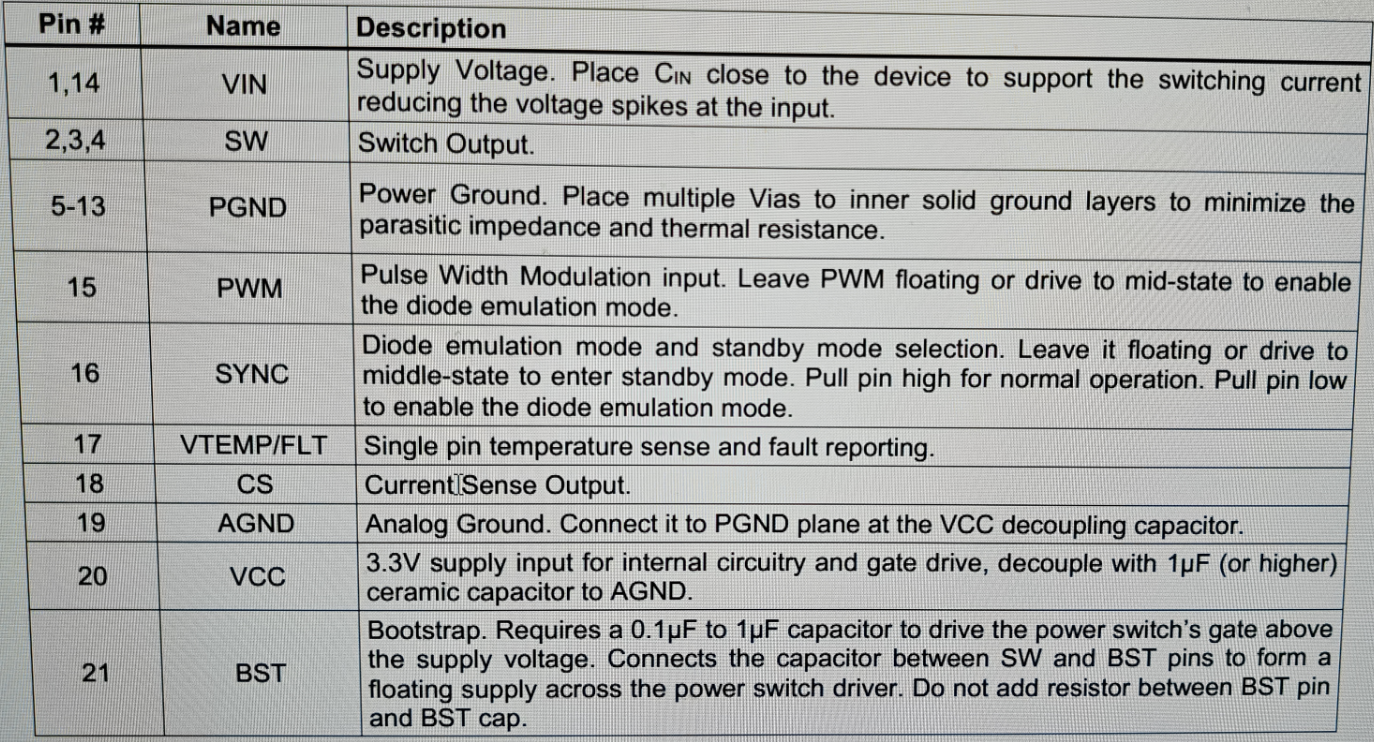 Pin # Name Description
1,14 VIN Supply Voltage. Place CIN close to the device to support the switching current
reducing the voltage spikes at the input.
2,3,4 SW Switch Output.
5-13 PGND Power Ground. Place multiple Vias to inner solid ground layers to minimize the
parasitic impedance and thermal resistance.
15 PWM Pulse Width Modulation input. Leave PWM floating or drive to mid-state to enable
the diode emulation mode.
16 SYNC Diode emulation mode and standby mode selection. Leave it floating or drive to
middle-state to enter standby mode. Pull pin high for normal operation. Pull pin low
to enable the diode emulation mode.
17 VTEMP/FLT Single pin temperature sense and fault reporting.
18 CS Current Sense Output.
19 AGND Analog Ground. Connect it to PGND plane at the VCC decoupling capacitor.
20 VCC 3.3V supply input for internal circuitry and gate drive, decouple with 1µF (or higher)
ceramic capacitor to AGND.
21 BST Bootstrap. Requires a 0.1µF to 1µF capacitor to drive the power switch's gate above
the supply voltage. Connects the capacitor between SW and BST pins to form a
floating supply across the power switch driver. Do not add resistor between BST pin
and BST cap.